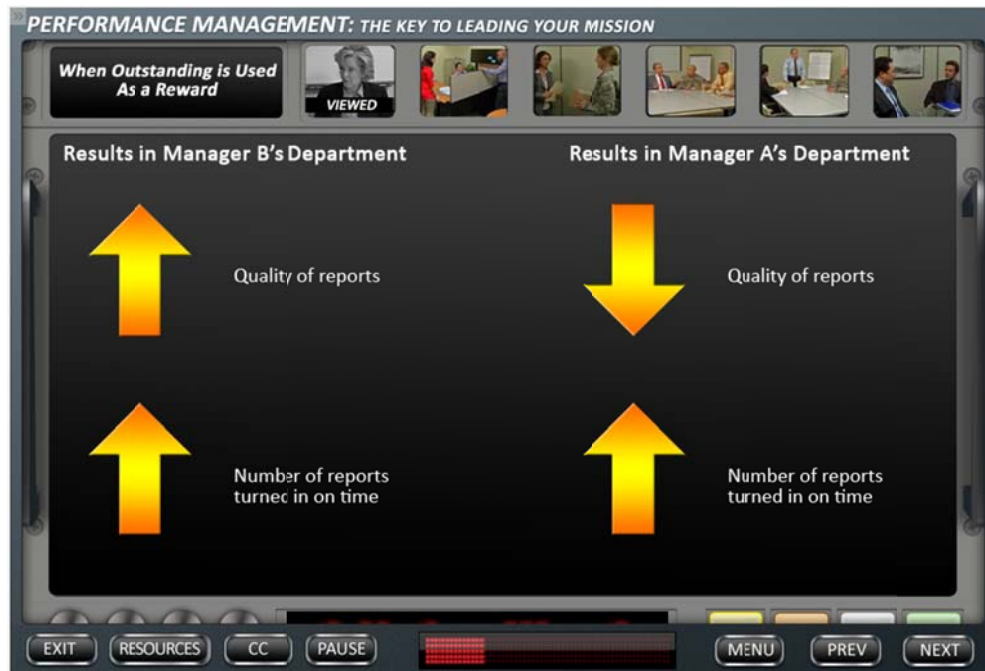 PERFORMANCE MANAGEMENT: THE KEY TO LEADING YOUR MISSION
When Outstanding is Used
As a Reward
VIEWED
Results in Manager B's Department
Results in Manager A's Department
Quality of reports
Quality of reports
Number of reports
turned in on time
Number of reports
turned in on time
EXIT
RESOURCES
CC
PAUSE
MENU
PREV
NEXT